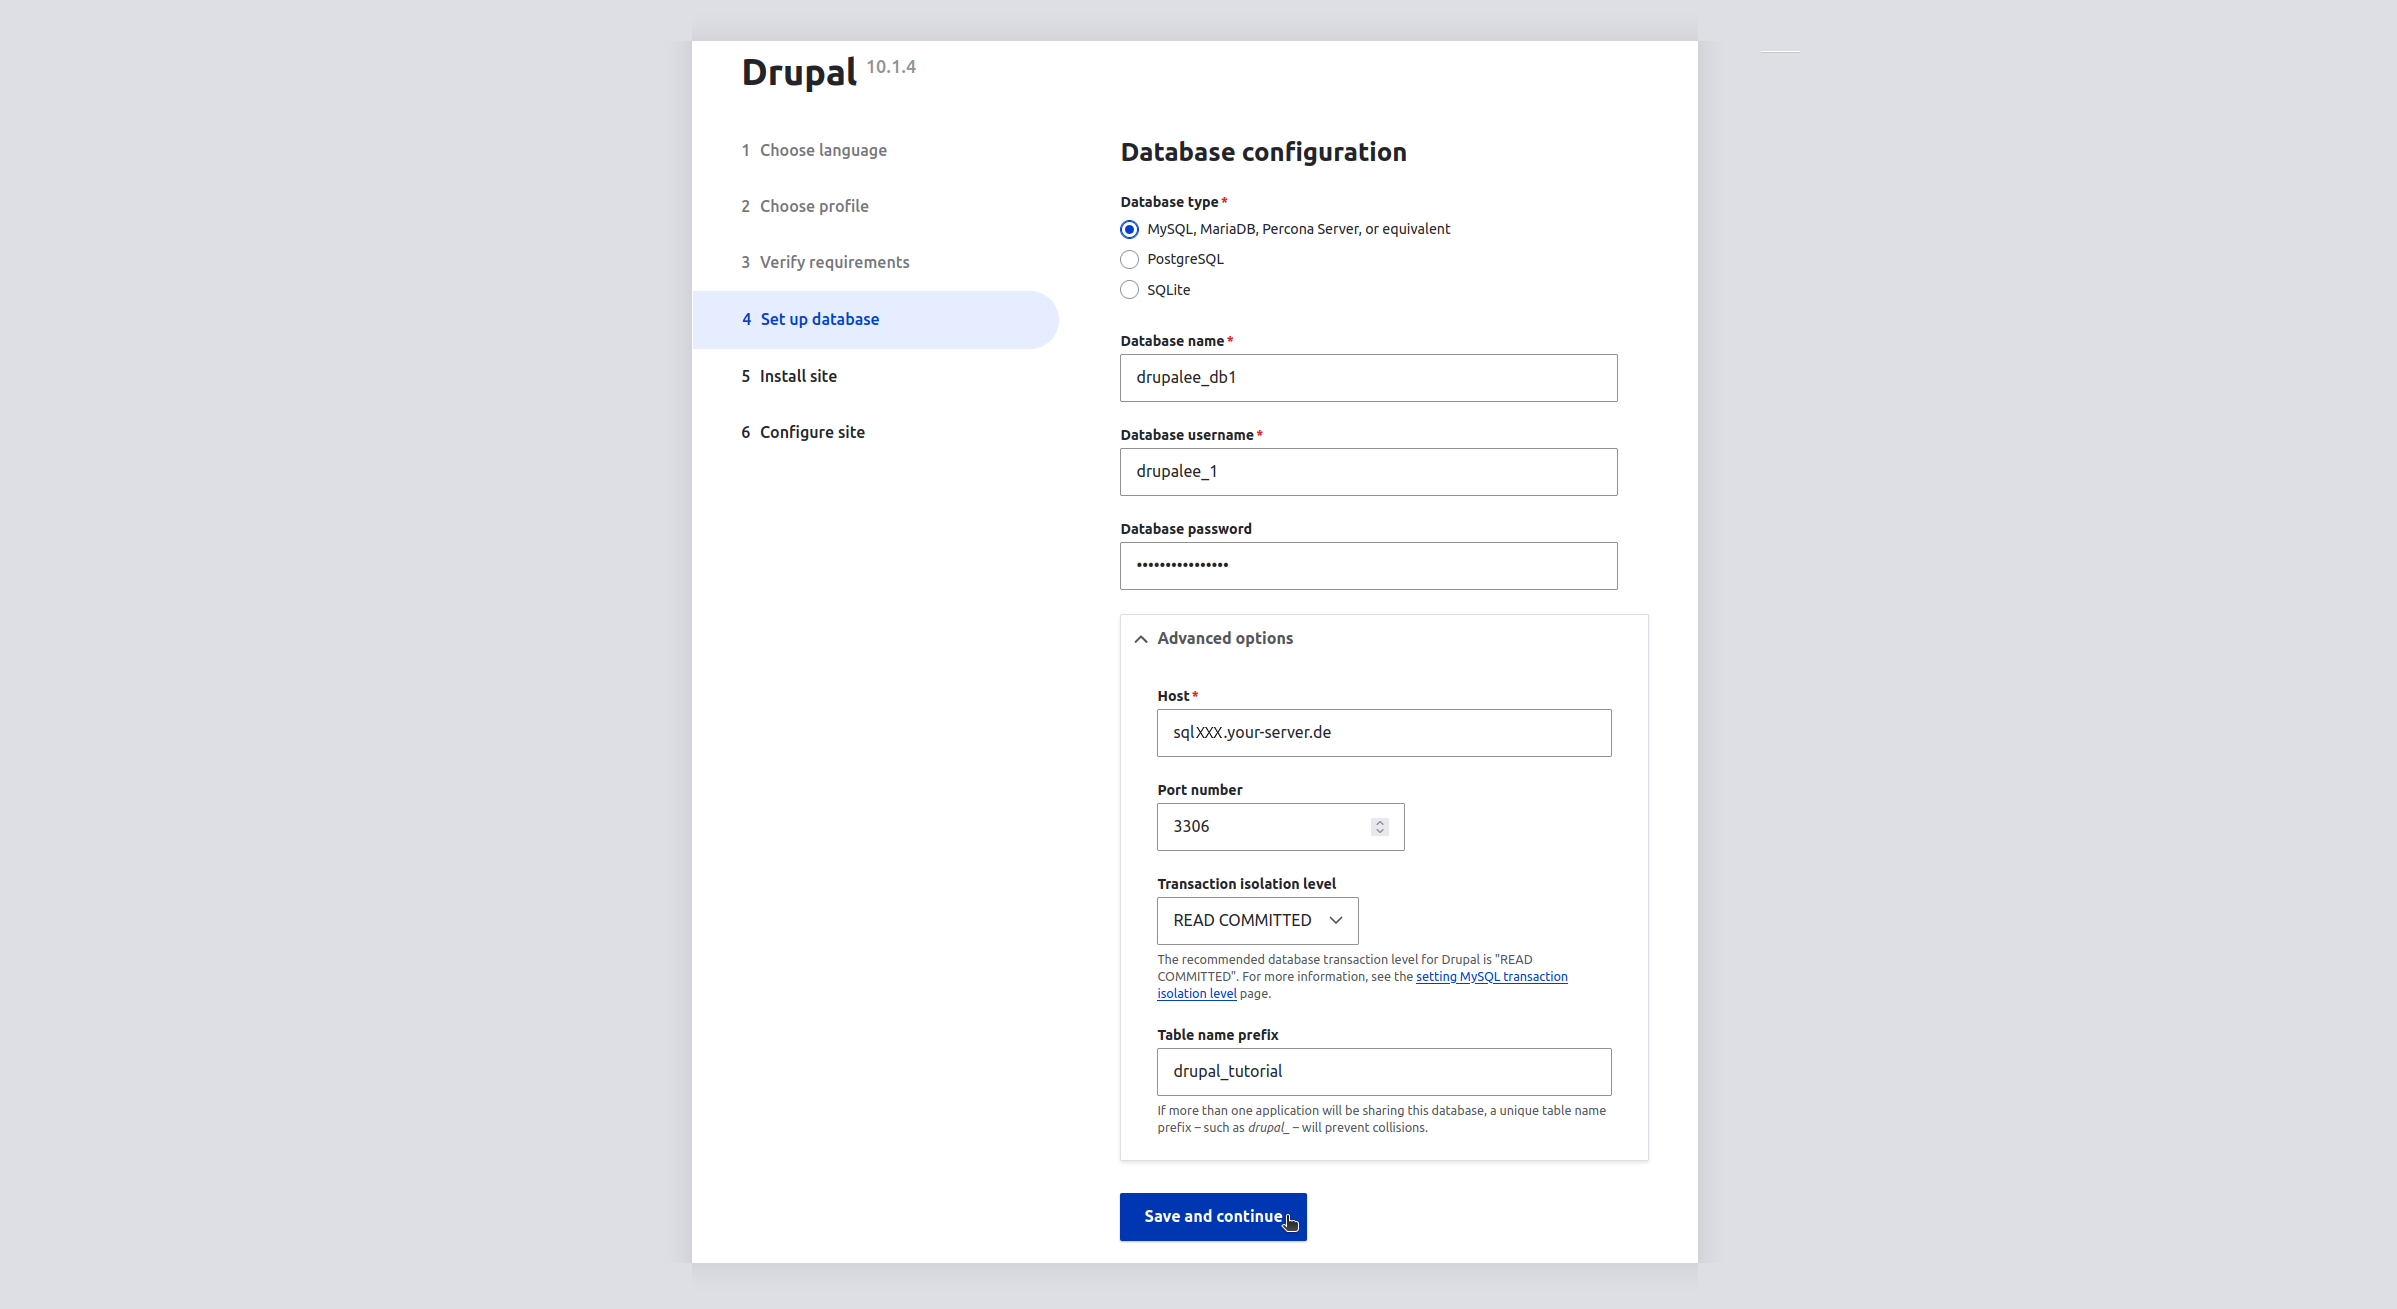 Drupal 10.1.4
1 Choose language
2 Choose profile
3 Verify requirements
4 Set up database
5 Install site
6 Configure site
Database configuration
Database type*
MySQL, MariaDB, Percona Server, or equivalent
PostgreSQL
SQLite
Database name*
drupalee_db1
Database username*
drupalee_1
Database password
••••••••••••••••
Advanced options
Host*
sqlXXX.your-server.de
Port number
3306
Transaction isolation level
READ COMMITTED
The recommended database transaction level for Drupal is "READ
COMMITTED". For more information, see the setting MySQL transaction
isolation level page.
Table name prefix
drupal_tutorial
If more than one application will be sharing this database, a unique table name
prefix – such as drupal_ – will prevent collisions.
Save and continue